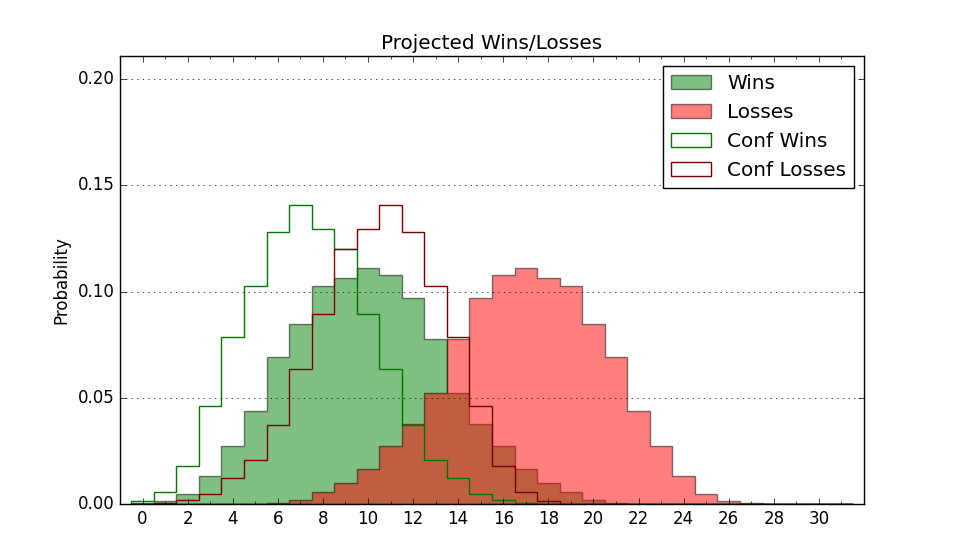 Projected Wins/Losses
Wins
Losses
Conf Wins
Conf Losses
Probability
0.20
0.15
0.10
0.05
0.00
0 2 4 6 8 10 12 14 16 18 20 22 24 26 28 30